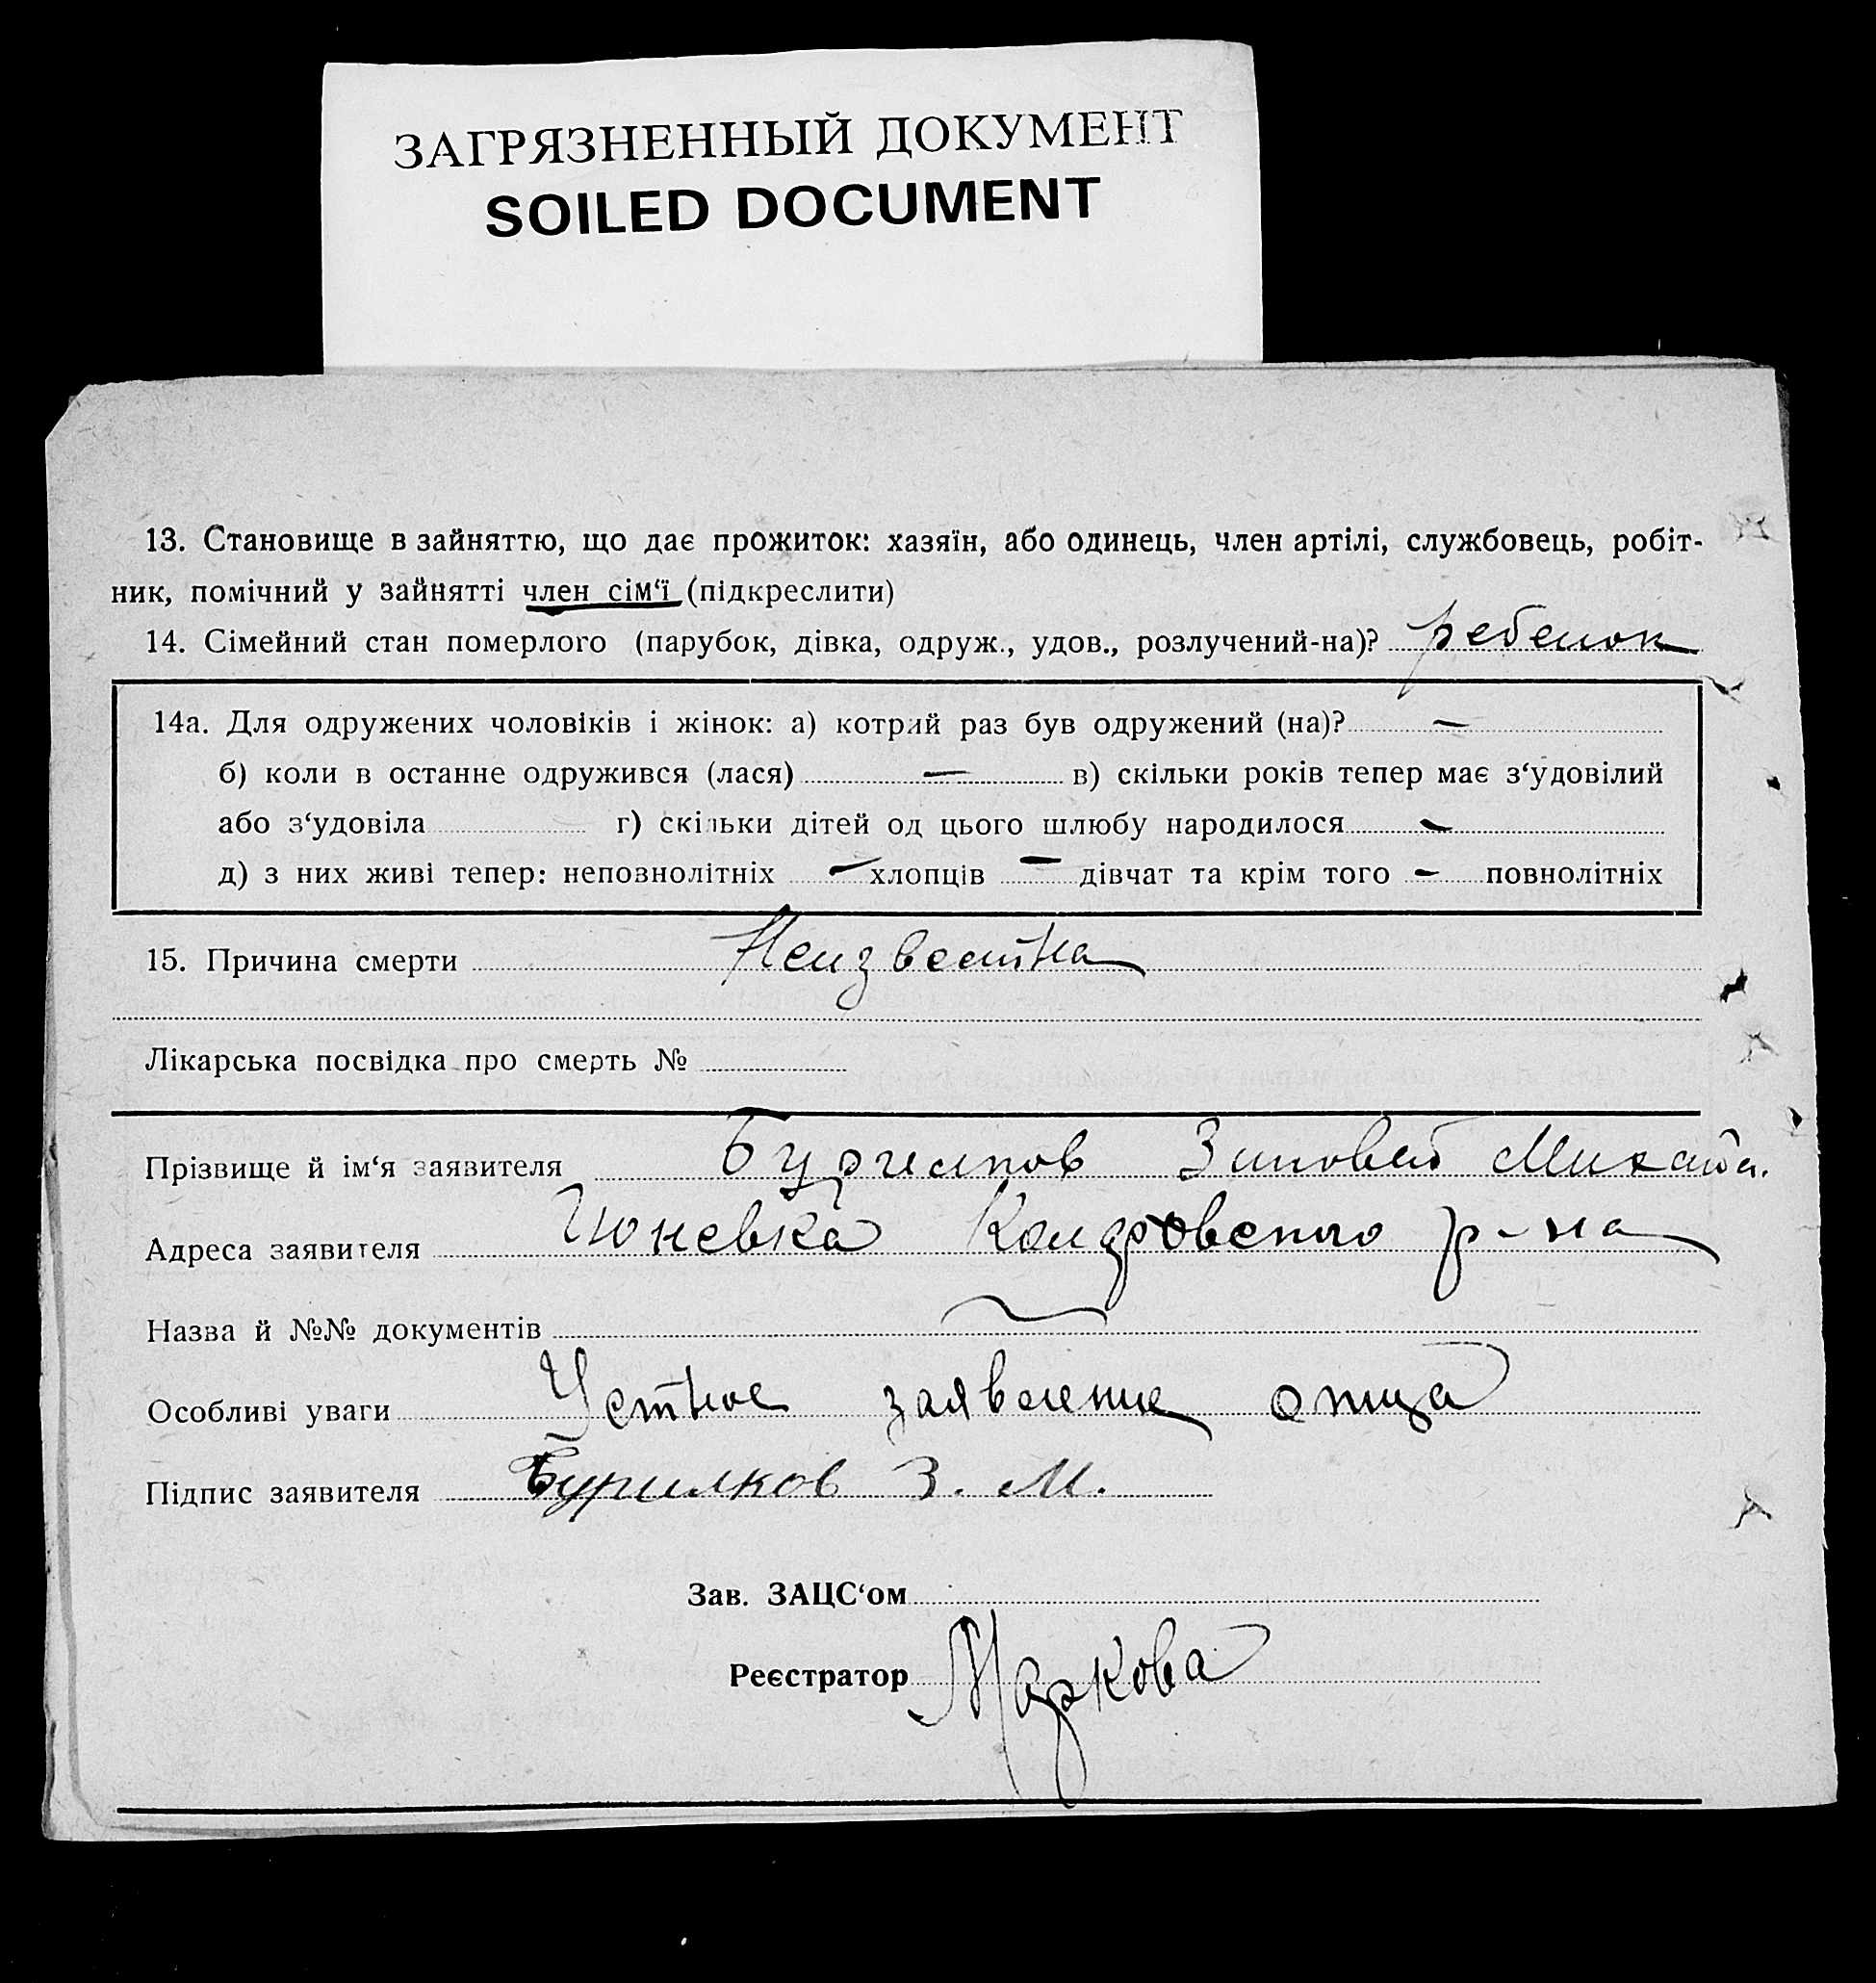 ЗАГРЯЗНЕННЫЙ ДОКУМЕНТ
SOILED DOCUMENT
13. Становище в зайняттю, що дає прожиток: хазяїн, або одинець, член артілі, службовець, робіт-
ник, помічний у зайнятті член сім‘ї (підкреслити)
14. Сімейний стан померлого (парубок, дівка, одруж., удов., розлучений-на)? ребенок
14а. Для одружених чоловіків і жінок: а) котрий раз був одружений (на)? —
б) коли в останне одружився (лася) — в) скільки років тепер має з‘удовілий
або з‘удовіла г) скільки дітей од цього шлюбу народилося —
д) з них живі тепер: неповнолітніх — хлопців — дівчат та крім того — повнолітніх
15. Причина смерти Неизвестна
Лікарська посвідка про смерть №
Прізвище й ім‘я заявителя Бурилков Зиновей
Адреса заявителя р-на
Назва й №№ документів —
Особливі уваги Устное заявление отца
Підпис заявителя Бурилков З. М.
Зав. ЗАЦС‘ом
Реєстратор Маркова